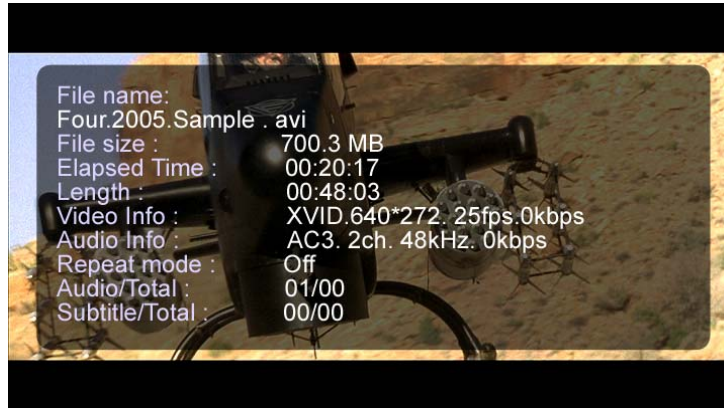 File name:
Four.2005.Sample . avi
File size : 700.3 MB
Elapsed Time : 00:20:17
Length : 00:48:03
Video Info : XVID.640*272. 25fps.0kbps
Audio Info : AC3. 2ch. 48kHz. 0kbps
Repeat mode : Off
Audio/Total : 01/00
Subtitle/Total : 00/00